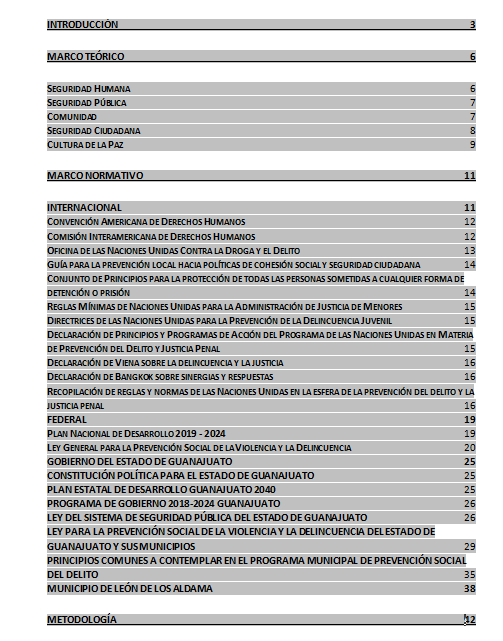 INTRODUCCIÓN 3
MARCO TEÓRICO 6
SEGURIDAD HUMANA 6
SEGURIDAD PÚBLICA 7
COMUNIDAD 7
SEGURIDAD CIUDADANA 8
CULTURA DE LA PAZ 9
MARCO NORMATIVO 11
INTERNACIONAL 11
CONVENCIÓN AMERICANA DE DERECHOS HUMANOS 12
COMISIÓN INTERAMERICANA DE DERECHOS HUMANOS 12
OFICINA DE LAS NACIONES UNIDAS CONTRA LA DROGA Y EL DELITO 13
GUÍA PARA LA PREVENCIÓN LOCAL HACIA POLÍTICAS DE COHESIÓN SOCIAL Y SEGURIDAD CIUDADANA 14
CONJUNTO DE PRINCIPIOS PARA LA PROTECCIÓN DE TODAS LAS PERSONAS SOMETIDAS A CUALQUIER FORMA DE
DETENCIÓN O PRISIÓN 14
REGLAS MÍNIMAS DE NACIONES UNIDAS PARA LA ADMINISTRACIÓN DE JUSTICIA DE MENORES 15
DIRECTRICES DE LAS NACIONES UNIDAS PARA LA PREVENCIÓN DE LA DELINCUENCIA JUVENIL 15
DECLARACIÓN DE PRINCIPIOS Y PROGRAMAS DE ACCIÓN DEL PROGRAMA DE LAS NACIONES UNIDAS EN MATERIA
DE PREVENCIÓN DEL DELITO Y JUSTICIA PENAL 15
DECLARACIÓN DE VIENA SOBRE LA DELINCUENCIA Y LA JUSTICIA 16
DECLARACIÓN DE BANGKOK SOBRE SINERGIAS Y RESPUESTAS 16
RECOPILACIÓN DE REGLAS Y NORMAS DE LAS NACIONES UNIDAS EN LA ESFERA DE LA PREVENCIÓN DEL DELITO Y LA
JUSTICIA PENAL 16
FEDERAL 19
PLAN NACIONAL DE DESARROLLO 2019 - 2024 19
LEY GENERAL PARA LA PREVENCIÓN SOCIAL DE LA VIOLENCIA Y LA DELINCUENCIA 20
GOBIERNO DEL ESTADO DE GUANAJUATO 25
CONSTITUCIÓN POLÍTICA PARA EL ESTADO DE GUANAJUATO 25
PLAN ESTATAL DE DESARROLLO GUANAJUATO 2040 25
PROGRAMA DE GOBIERNO 2018-2024 GUANAJUATO 26
LEY DEL SISTEMA DE SEGURIDAD PÚBLICA DEL ESTADO DE GUANAJUATO 26
LEY PARA LA PREVENCIÓN SOCIAL DE LA VIOLENCIA Y LA DELINCUENCIA DEL ESTADO DE
GUANAJUATO Y SUS MUNICIPIOS 29
PRINCIPIOS COMUNES A CONTEMPLAR EN EL PROGRAMA MUNICIPAL DE PREVENCIÓN SOCIAL
DEL DELITO 35
MUNICIPIO DE LEÓN DE LOS ALDAMA 38
METODOLOGÍA 42